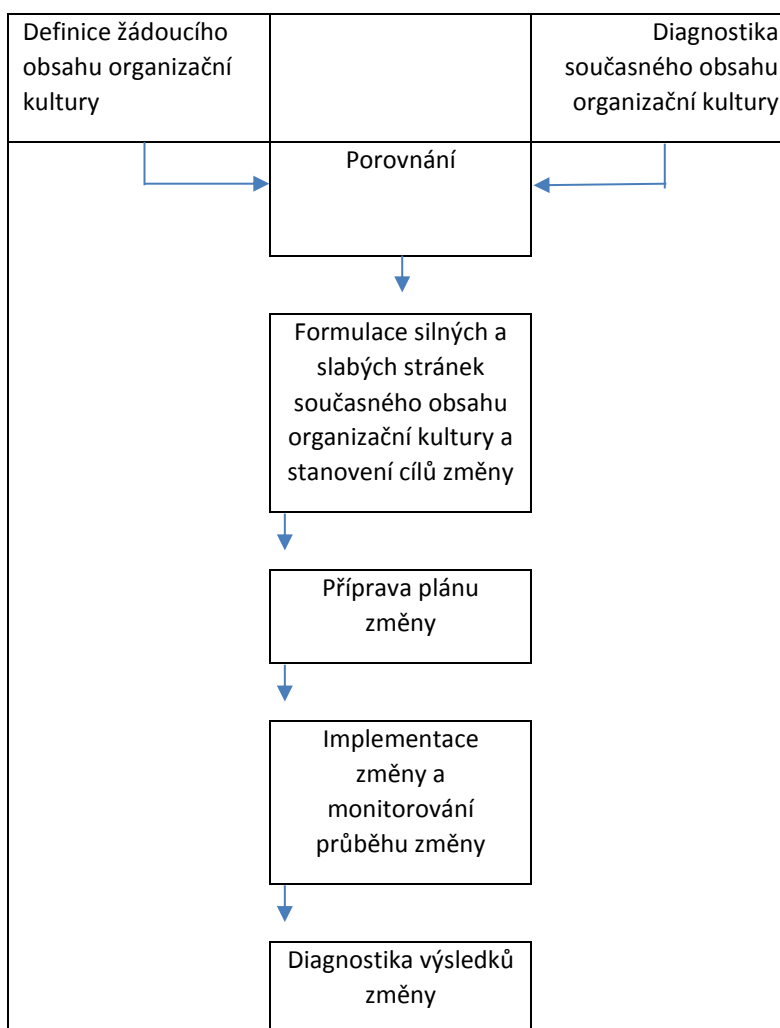 Definice žádoucího
obsahu organizační
kultury
Diagnostika
současného obsahu
organizační kultury
Porovnání
Formulace silných a
slabých stránek
současného obsahu
organizační kultury a
stanovení cílů změny
Příprava plánu
změny
Implementace
změny a
monitorování
průběhu změny
Diagnostika výsledků
změny